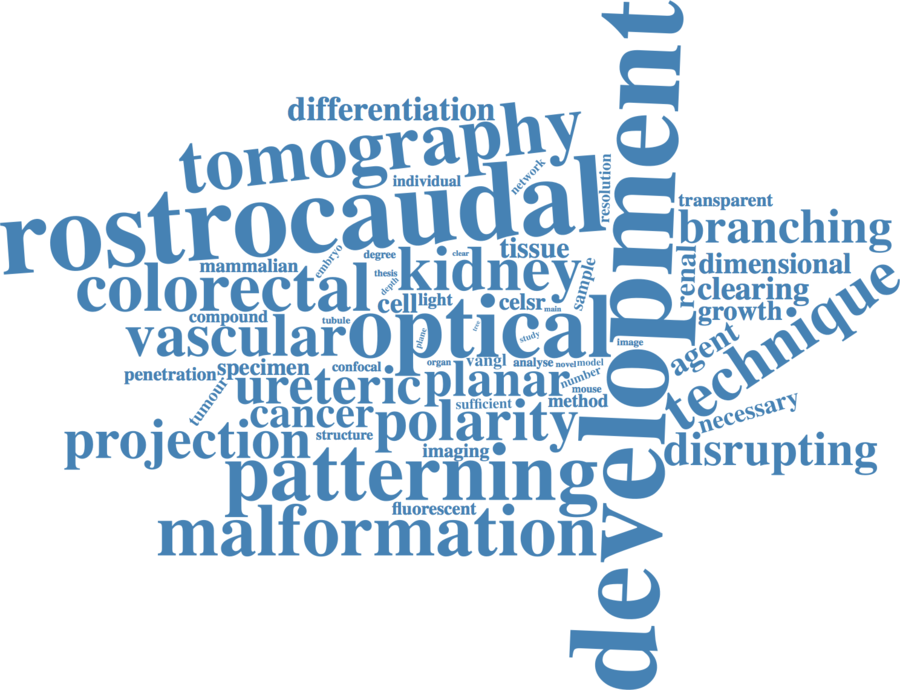 development
differentiation
tomography
network
resolution
individual
rostrocaudal
transparent
branching
tissue
embryo
degree
clear
mammalian
thesis
kidney
sample
renal
dimensional
colorectal
depth
cell
light
celsr
main
clearing
growth
technique
compound
tubule
vascular
optical
plane
tree
study
image
agent
penetration
specimen
confocal
organ
vangl
analyse
novel
model
number
mouse
tumour
ureteric
planar
sufficient
method
necessary
cancer
polarity
projection
structure
imaging
disrupting
patterning
fluorescent
malformation